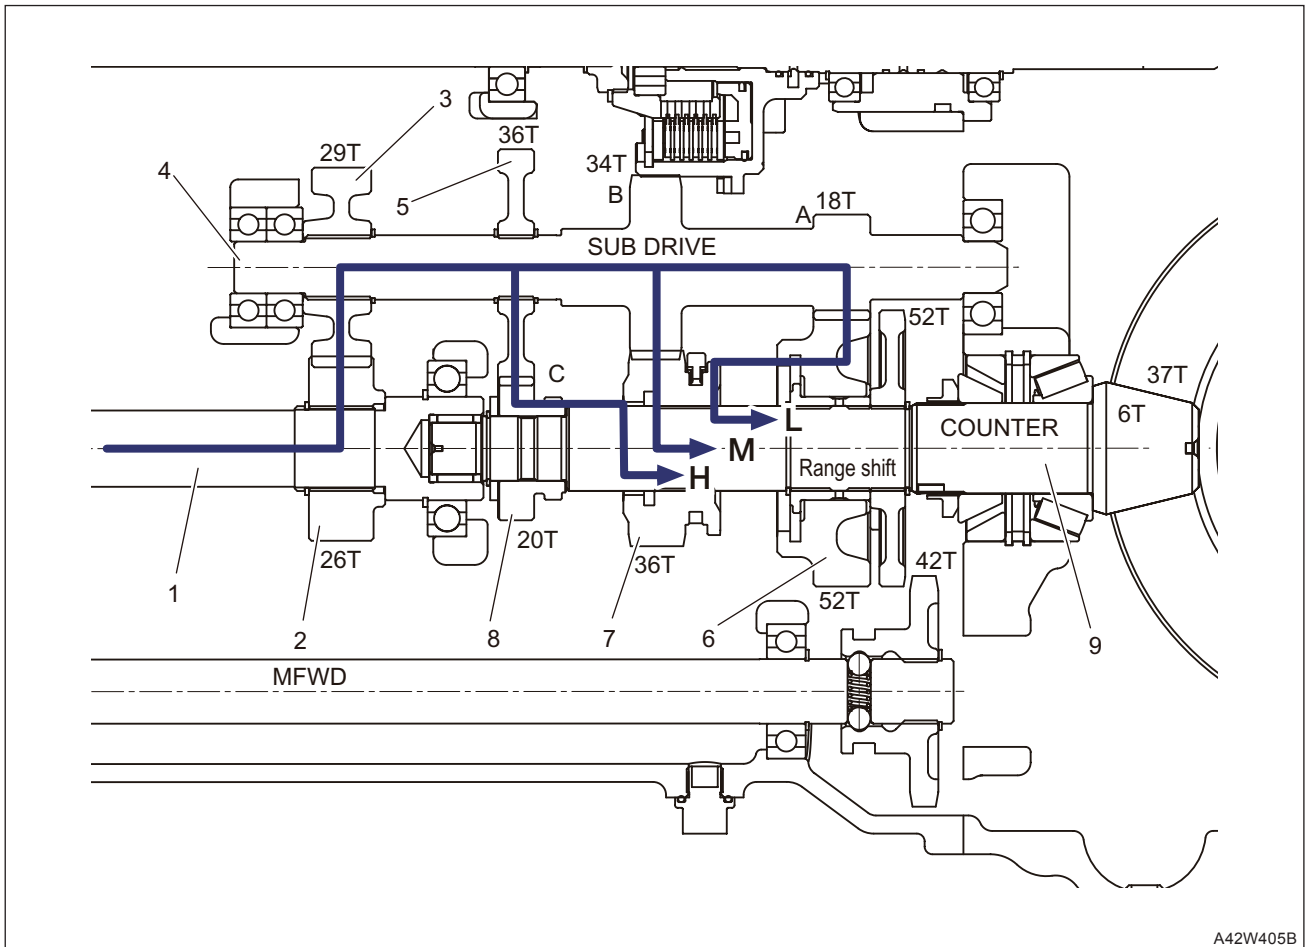 3
36T
29T
34T
4
5
B
18T
A
SUB DRIVE
52T
C
37T
6T
L
COUNTER
M
Range shift
H
20T
26T
36T
42T
52T
1
2
8
7
6
9
MFWD
A42W405B